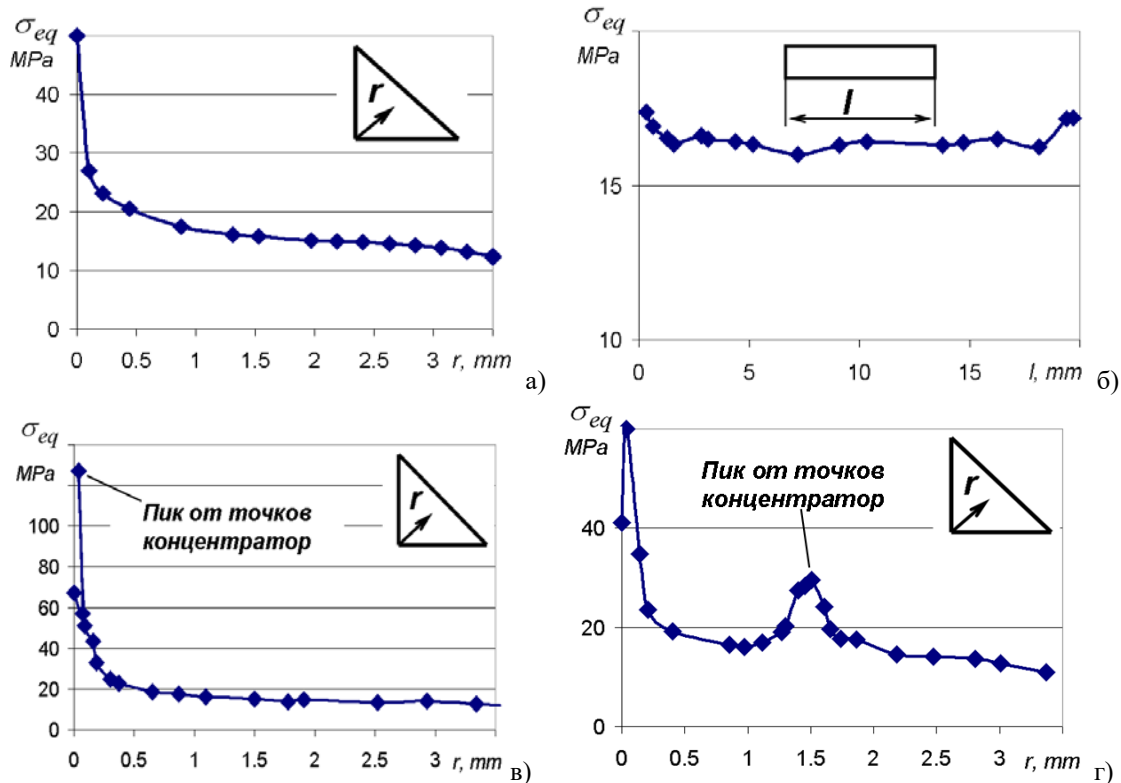 σeq
MPa
40
30
20
10
0
0 0.5 1 1.5 2 2.5 3 r, mm
r
а)
σeq
MPa
15
10
0 5 10 15 l, mm
l
б)
σeq
MPa
100
80
60
40
20
0
0 0.5 1 1.5 2 2.5 3 r, mm
Пик от точков
концентратор
r
в)
σeq
MPa
40
20
0
0 0.5 1 1.5 2 2.5 3 r, mm
Пик от точков
концентратор
r
г)